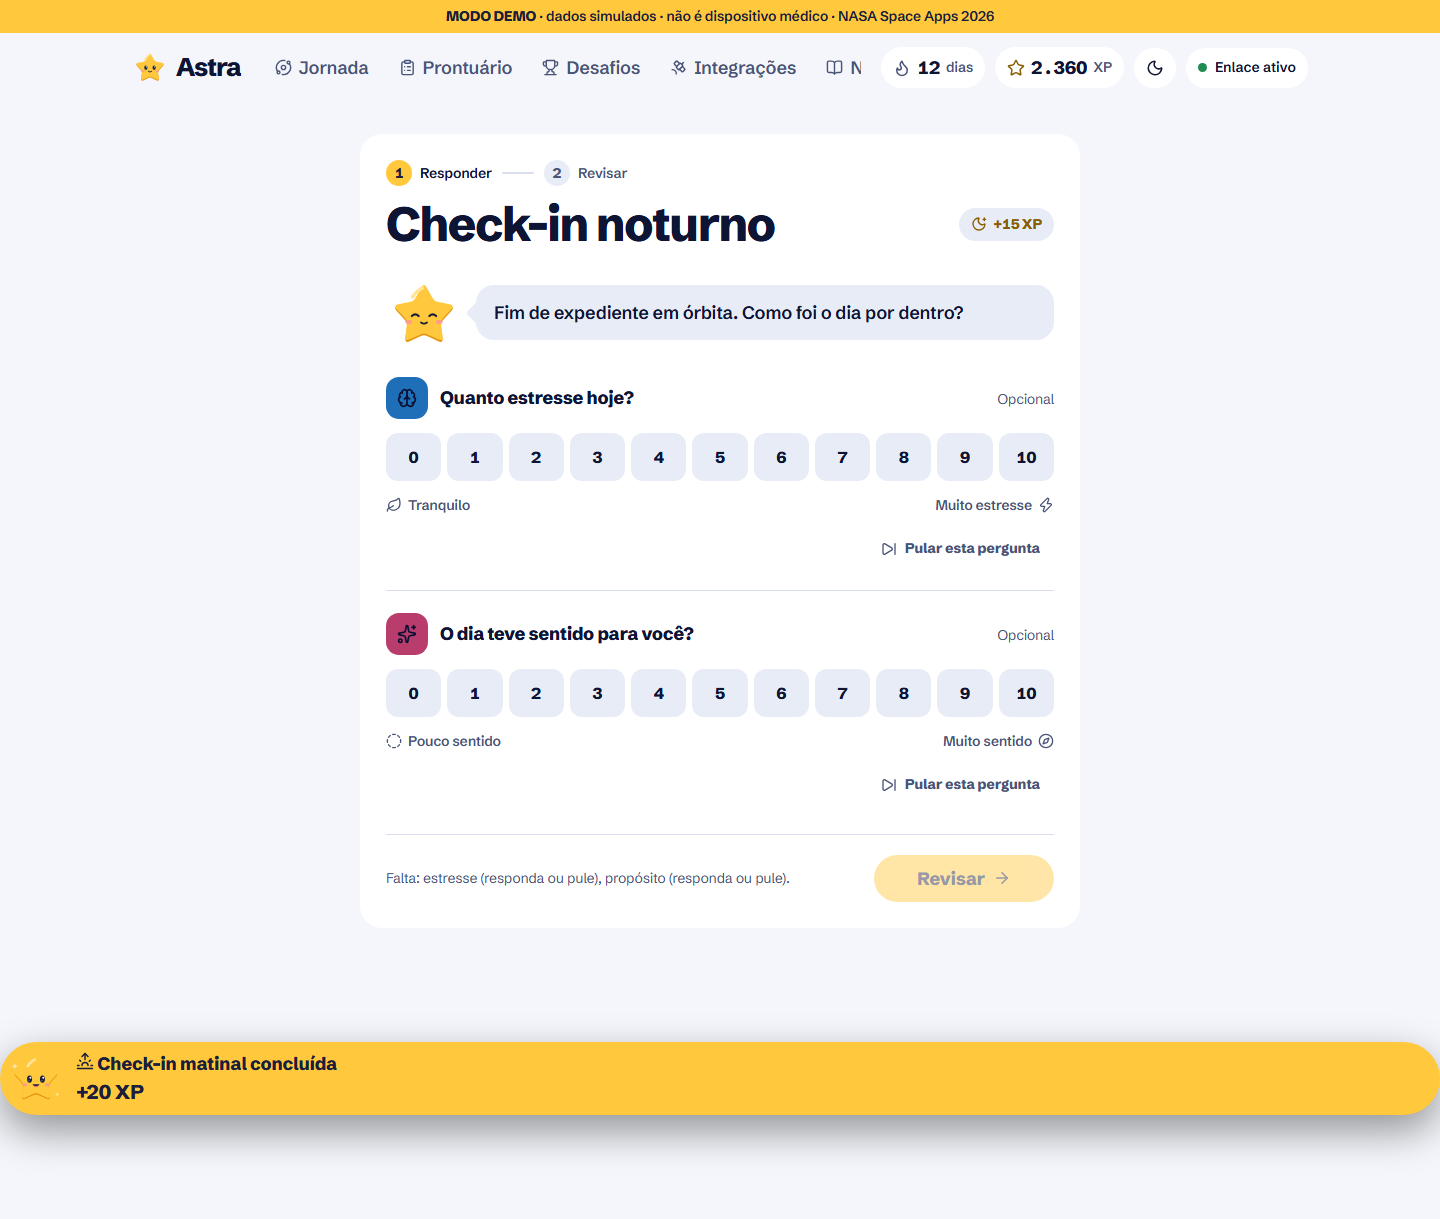 MODO DEMO · dados simulados · não é dispositivo médico · NASA Space Apps 2026
Astra
Jornada
Prontuário
Desafios
Integrações
N
12 dias
2.360 XP
Enlace ativo
1 Responder
2 Revisar
Check-in noturno
+15 XP
Fim de expediente em órbita. Como foi o dia por dentro?
Quanto estresse hoje?
Opcional
0 1 2 3 4 5 6 7 8 9 10
Tranquilo
Muito estresse
Pular esta pergunta
O dia teve sentido para você?
Opcional
0 1 2 3 4 5 6 7 8 9 10
Pouco sentido
Muito sentido
Pular esta pergunta
Falta: estresse (responda ou pule), propósito (responda ou pule).
Revisar
Check-in matinal concluída
+20 XP